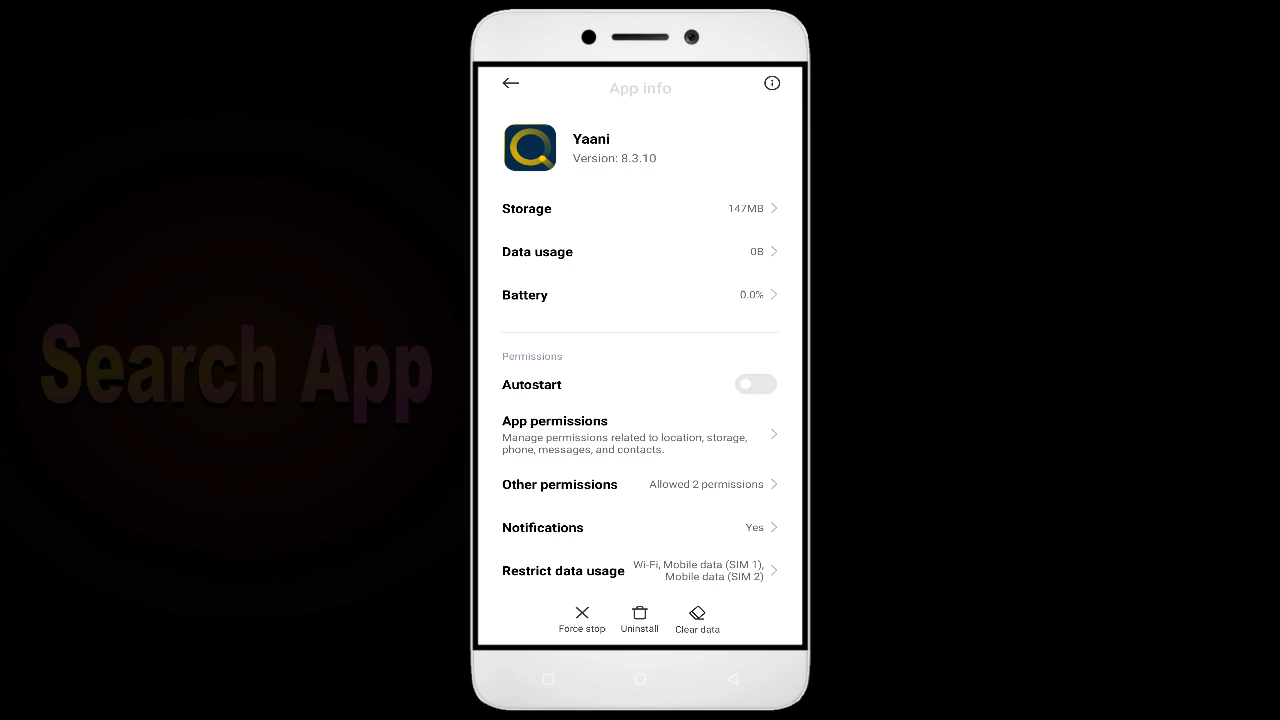 App info
Yaani
Version: 8.3.10
Storage
147MB
Data usage
0B
Battery
0.0%
Permissions
Autostart
App permissions
Manage permissions related to location, storage,
phone, messages, and contacts.
Other permissions
Allowed 2 permissions
Notifications
Yes
Restrict data usage
Wi-Fi, Mobile data (SIM 1),
Mobile data (SIM 2)
Force stop
Uninstall
Clear data
Search App